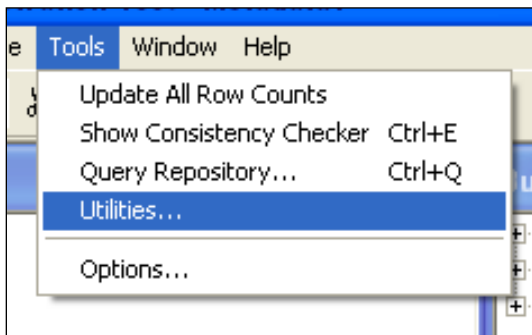 e Tools Window Help
Update All Row Counts
Show Consistency Checker Ctrl+E
Query Repository... Ctrl+Q
Utilities...
Options...